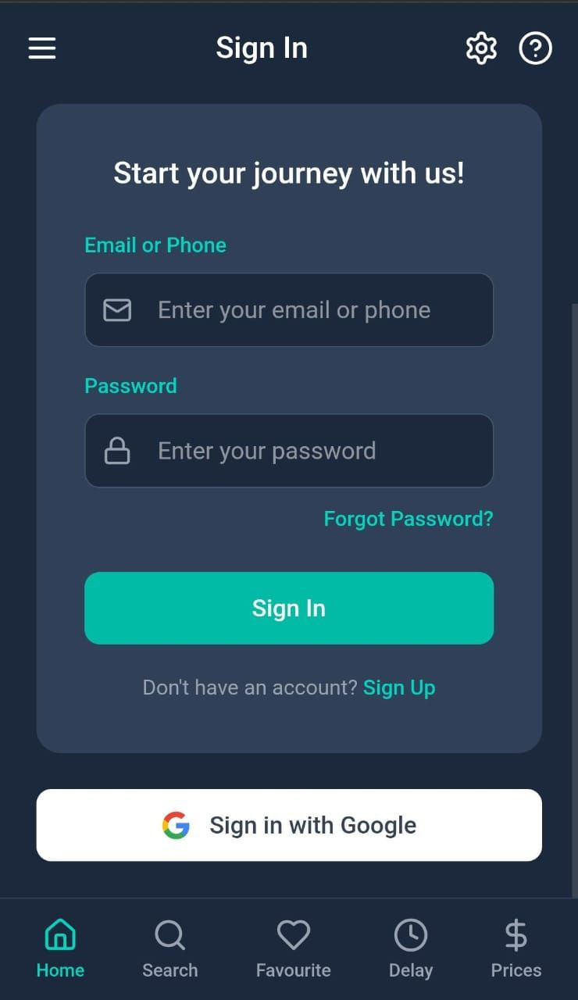 Sign In
Start your journey with us!
Email or Phone
Enter your email or phone
Password
Enter your password
Forgot Password?
Sign In
Don't have an account? Sign Up
Sign in with Google
Home Search Favourite Delay Prices